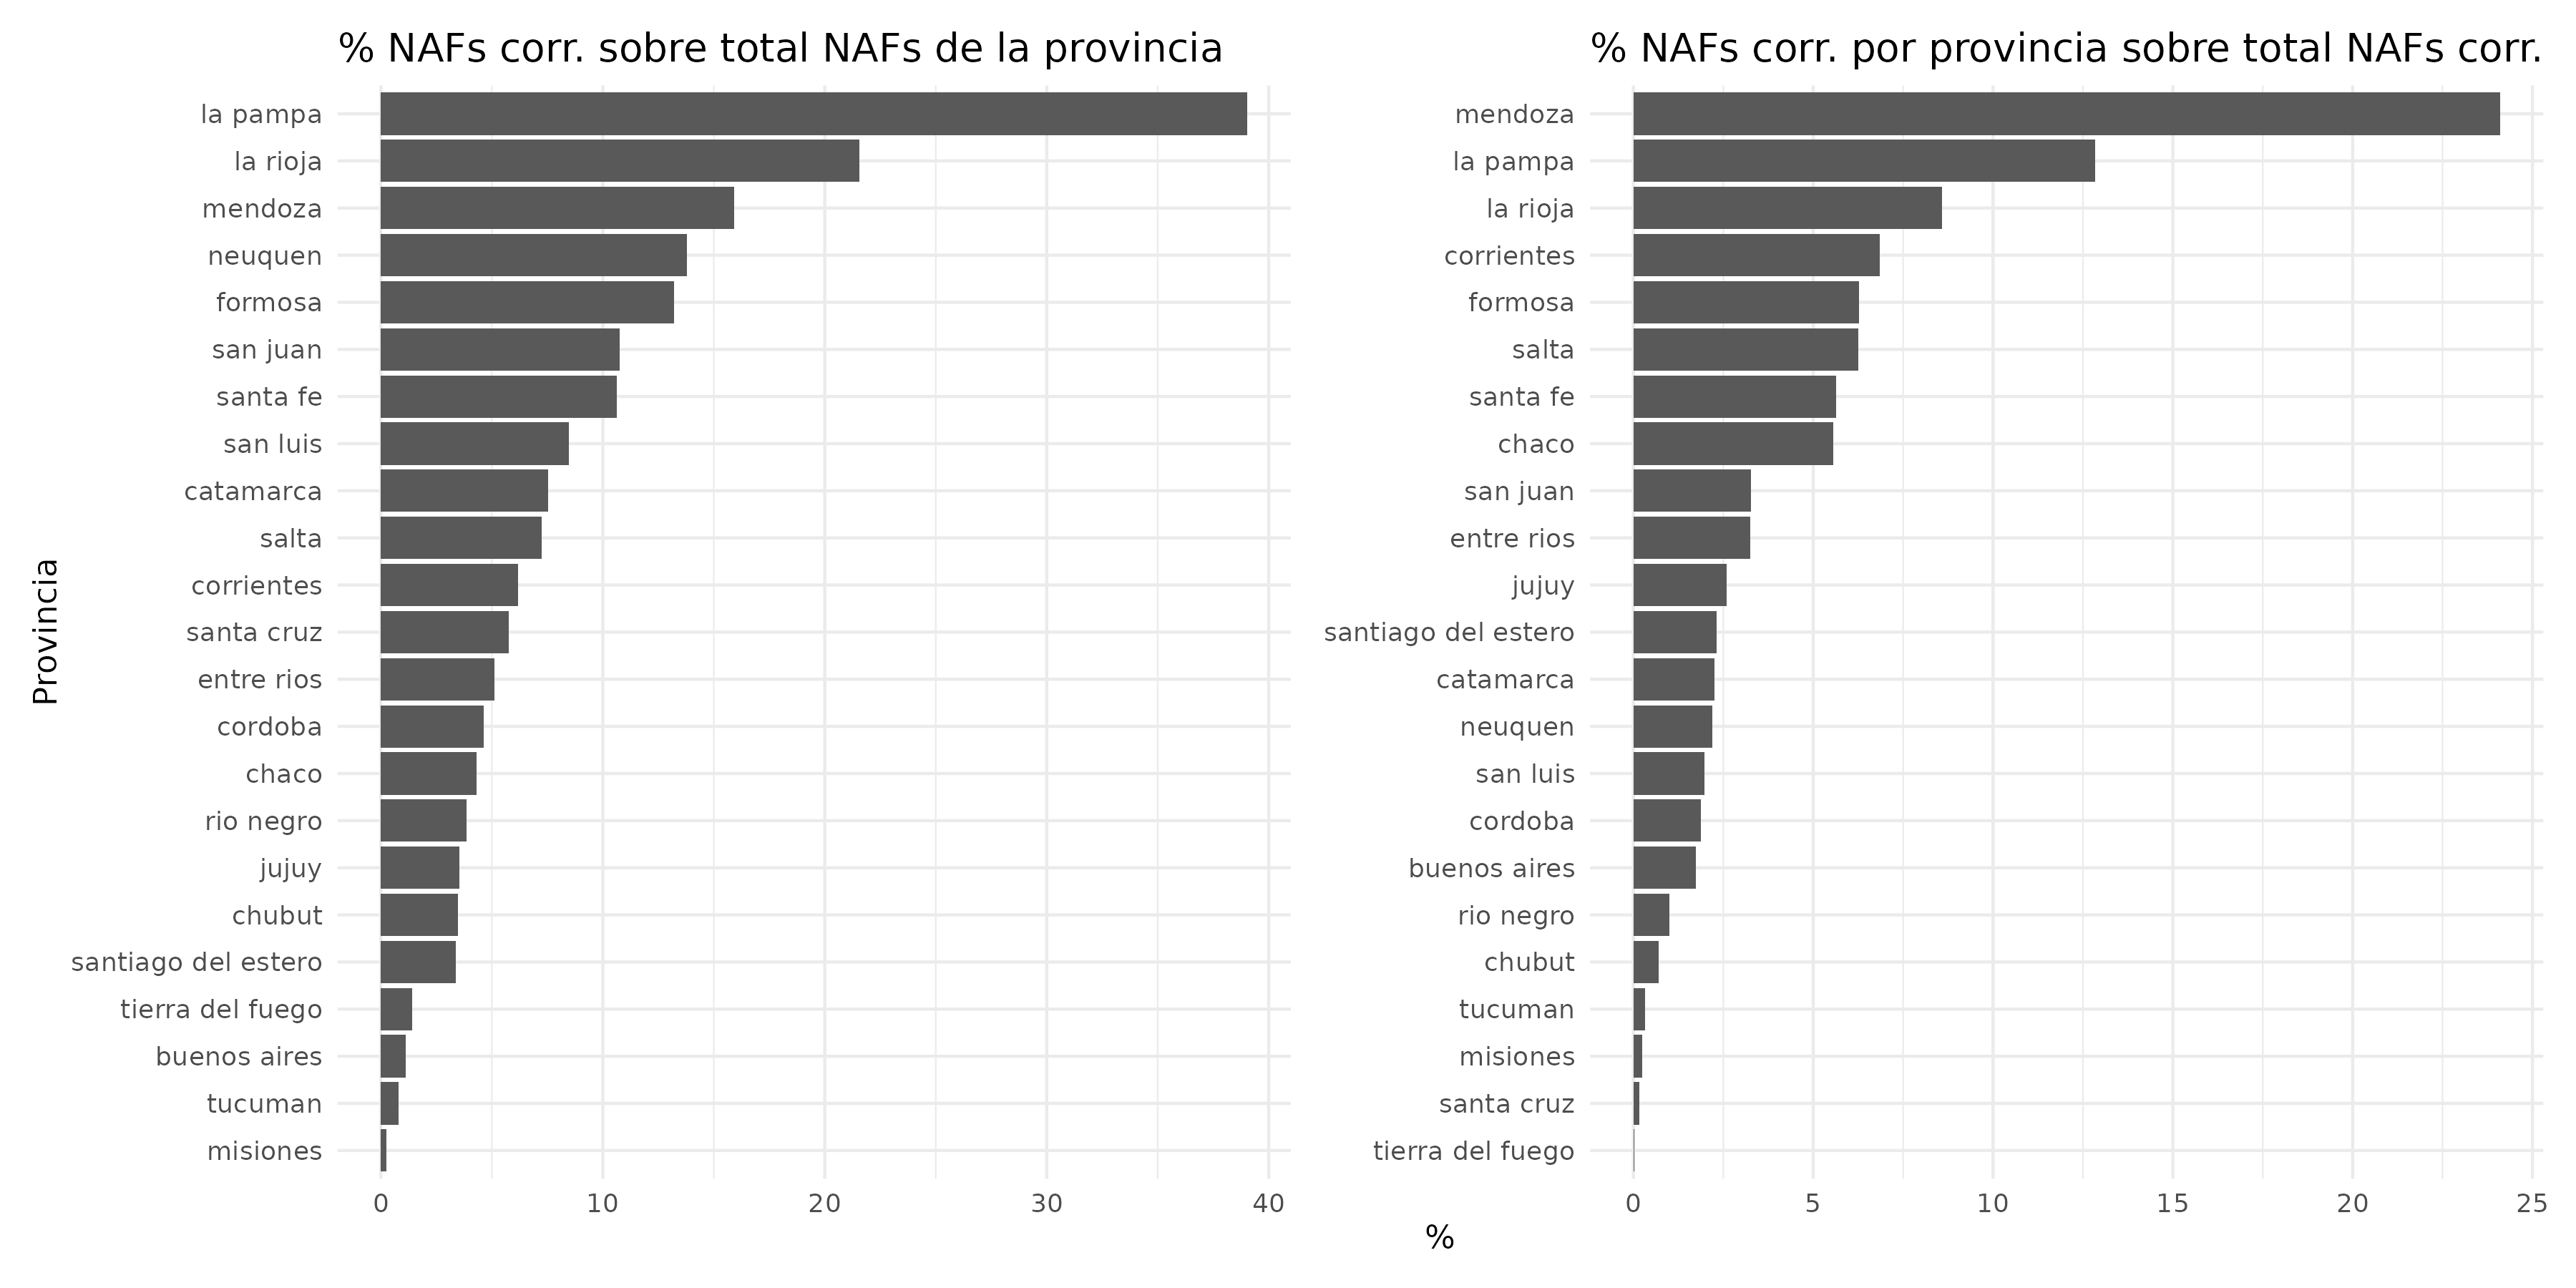 % NAFs corr. sobre total NAFs de la provincia
Provincia
la pampa
la rioja
mendoza
neuquen
formosa
san juan
santa fe
san luis
catamarca
salta
corrientes
santa cruz
entre rios
cordoba
chaco
rio negro
jujuy
chubut
santiago del estero
tierra del fuego
buenos aires
tucuman
misiones
0 10 20 30 40
% NAFs corr. por provincia sobre total NAFs corr.
mendoza
la pampa
la rioja
corrientes
formosa
salta
santa fe
chaco
san juan
entre rios
jujuy
santiago del estero
catamarca
neuquen
san luis
cordoba
buenos aires
rio negro
chubut
tucuman
misiones
santa cruz
tierra del fuego
0 5 10 15 20 25
%